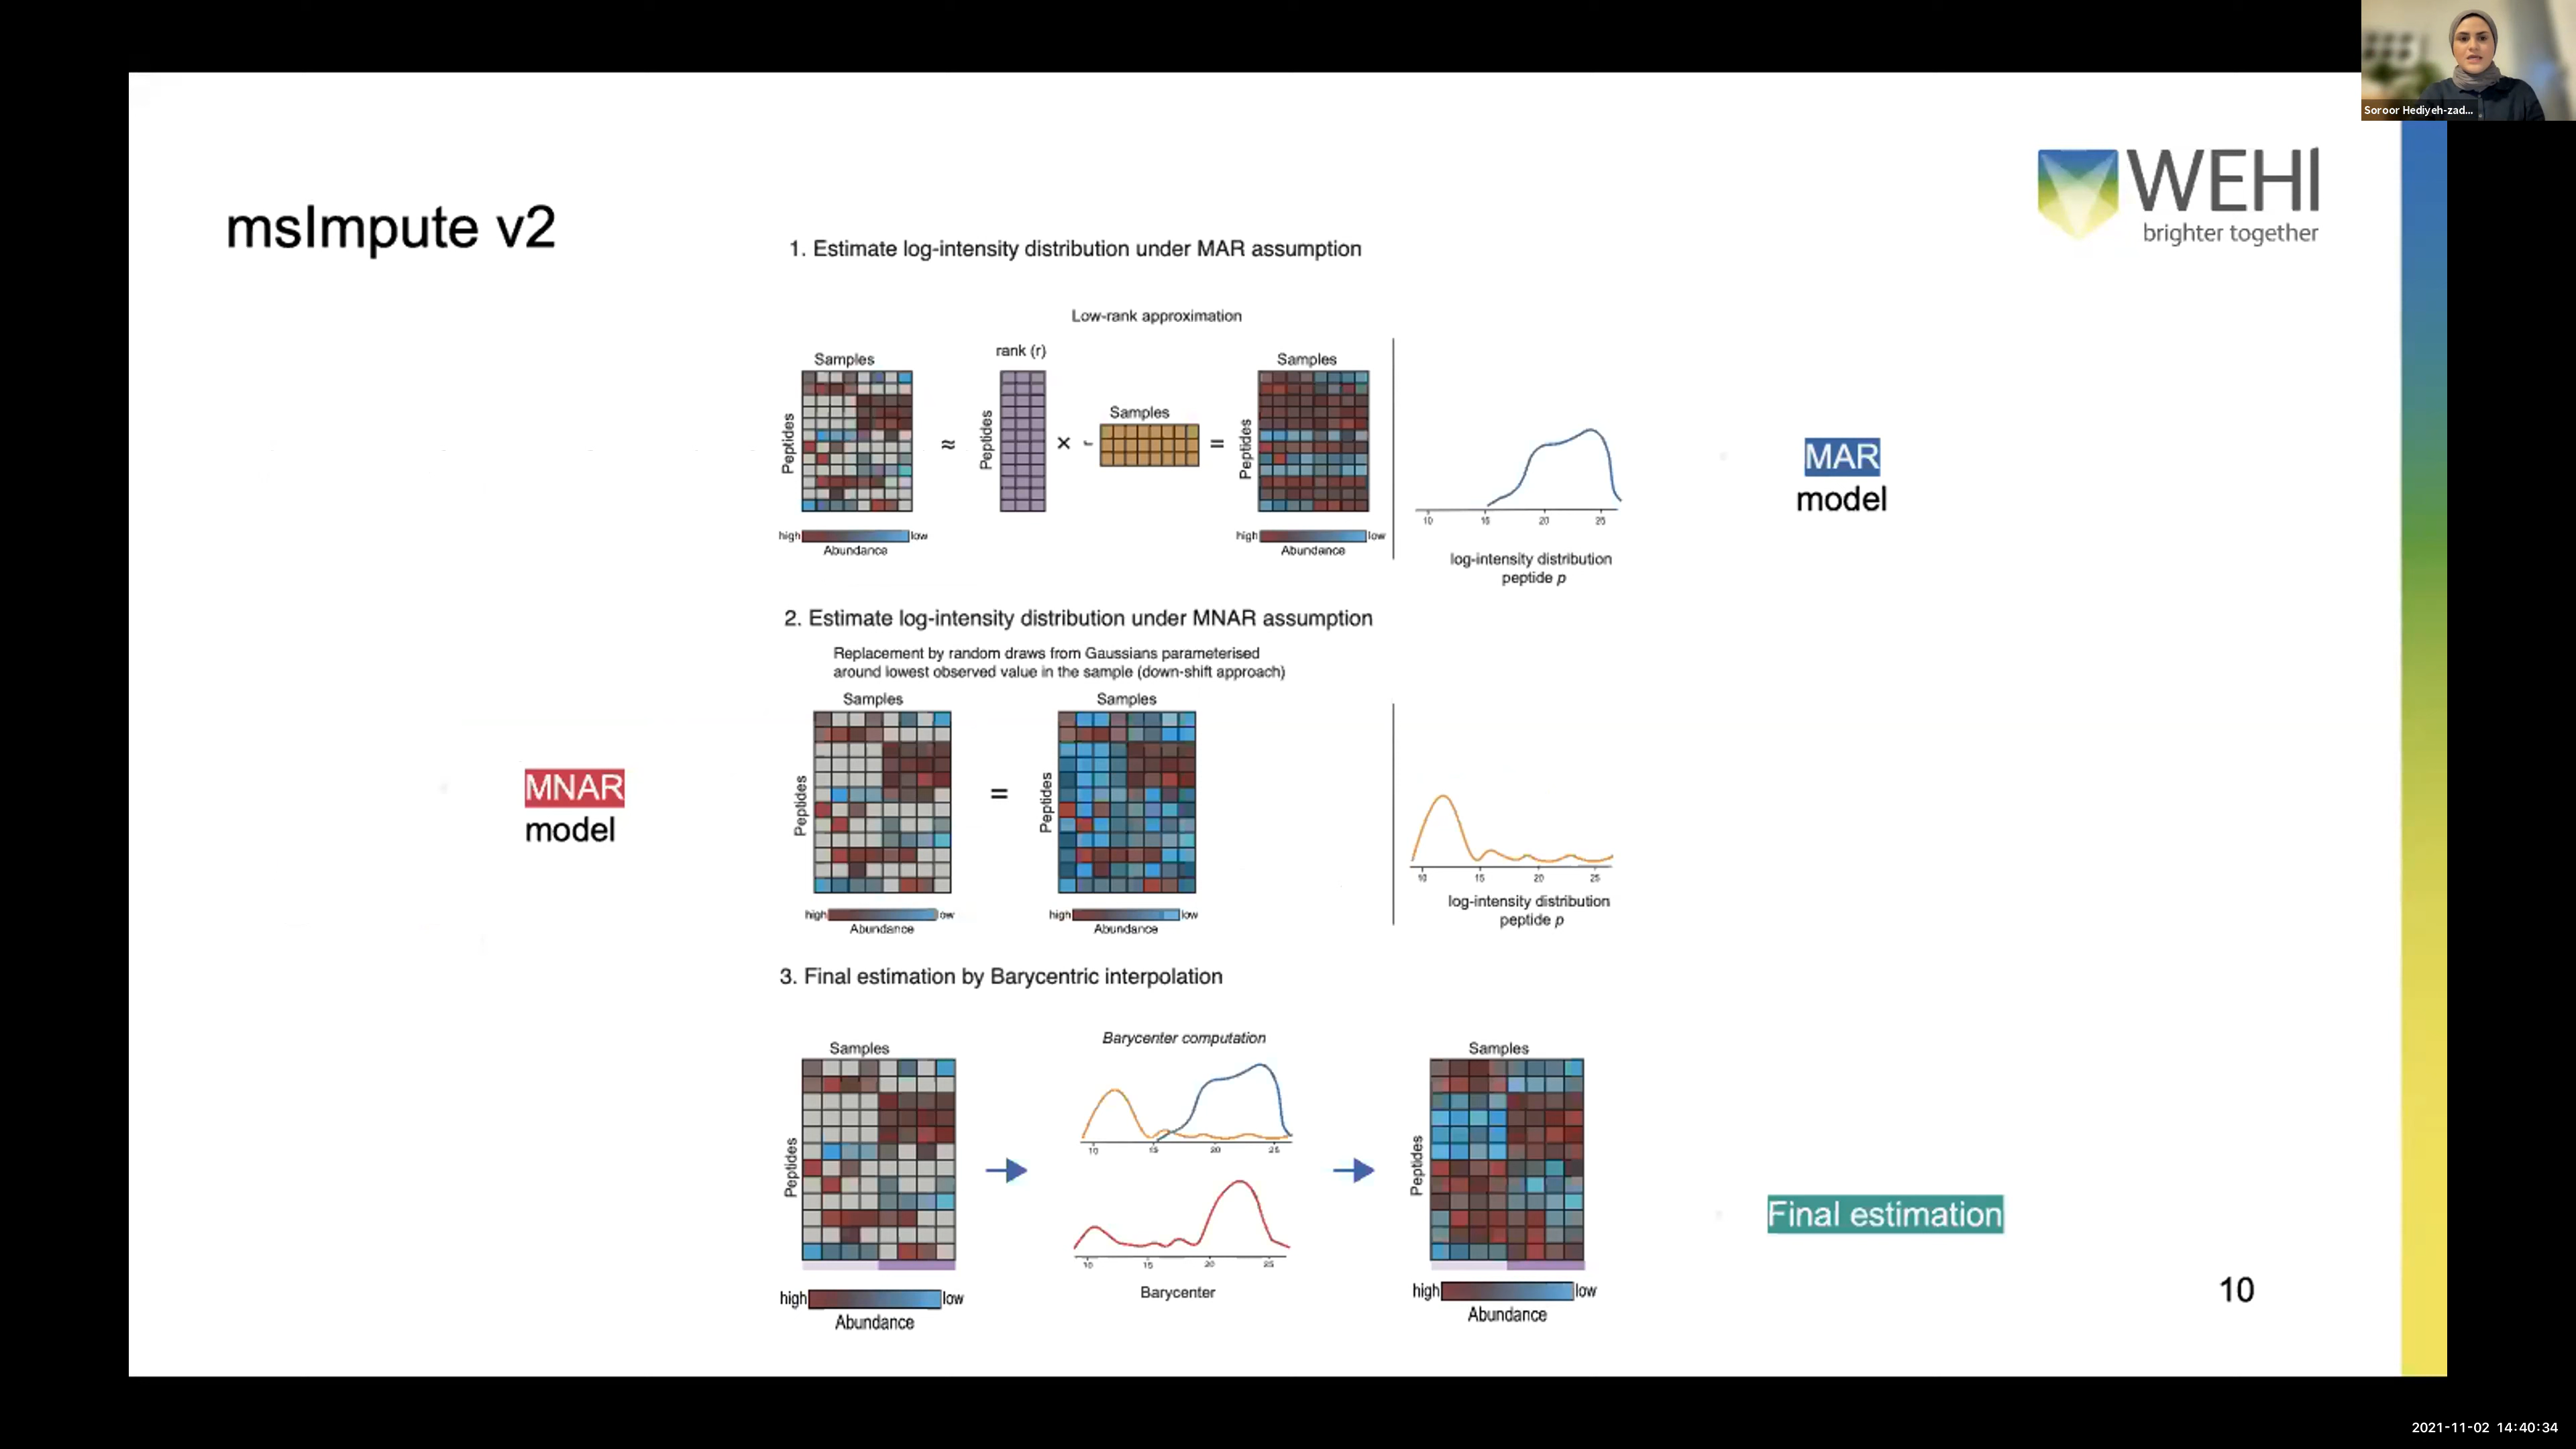 Soroor Hediyeh-zad...
WEHI
brighter together
msImpute v2
1. Estimate log-intensity distribution under MAR assumption
Low-rank approximation
Samples
rank (r)
Samples
Samples
Peptides
≈
Peptides
×
r
=
Peptides
high
low
Abundance
high
low
Abundance
10 15 20 25
log-intensity distribution
peptide p
MAR
model
2. Estimate log-intensity distribution under MNAR assumption
Replacement by random draws from Gaussians parameterised
around lowest observed value in the sample (down-shift approach)
Samples
Samples
Peptides
=
Peptides
high
low
Abundance
high
low
Abundance
10 15 20 25
log-intensity distribution
peptide p
MNAR
model
3. Final estimation by Barycentric interpolation
Samples
Barycenter computation
Samples
Peptides
10 15 20 25
10 15 20 25
Barycenter
Peptides
high
low
Abundance
high
low
Abundance
Final estimation
10
2021-11-02 14:40:34